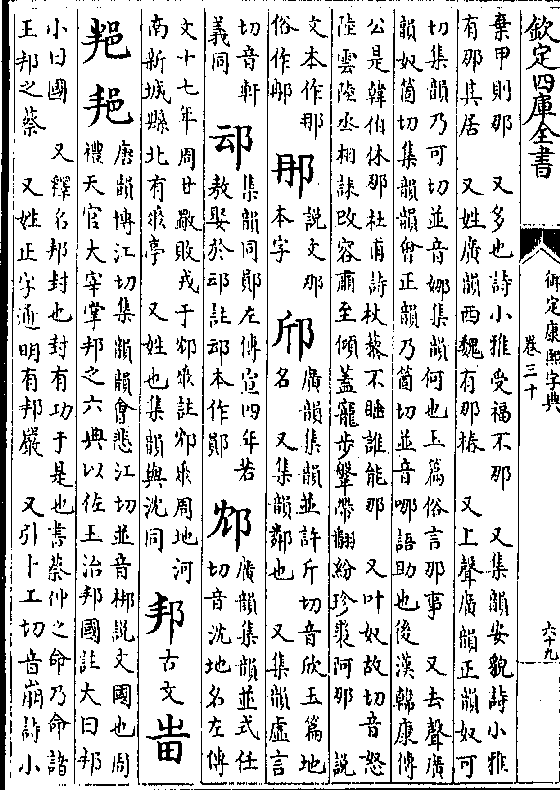 欽定四庫全書
御定康熙字典
卷三十
六十九
棄甲則那　又多也詩小雅受福不那　又集韻安貌詩小雅
有那其居　又姓廣韻西魏有那椿　又上聲廣韻正韻奴可
切集韻乃可切並音娜集韻何也玉篇俗言那事　又去聲廣
韻奴箇切集韻韻會正韻乃箇切並音哪語助也後漢韓康傳
公是韓伯休那杜甫詩杖藜不睡誰能那　又叶奴故切音怒
陸雲陸丞相誄改容肅至傾蓋寵步鞶帶翻紛珍裘阿那　說
文本作𨙻
俗作郍
𨙻
說文那
本字
邤
廣韻集韻並許斤切音欣玉篇地
名　又集韻鄰也　又集韻虛言
切音軒
義同
䢵
集韻同鄖左傳宣四年若
敖娶於䢵註䢵本作鄖
邥
廣韻集韻並式任
切音沈地名左傳
文十七年周甘歜敗戎于邥垂註邥垂周地河
南新城縣北有垂亭　又姓也集韻與沈同
邦
古文
𤰫
邫
唐韻博江切集韻韻會悲江切並音梆說文國也周
禮天官大宰掌邦之六典以佐王治邦國註大曰邦
小曰國　又釋名邦封也封有功于是也書蔡仲之命乃命諸
王邦之蔡　又姓正字通明有邦嚴　又引卜工切音崩詩小